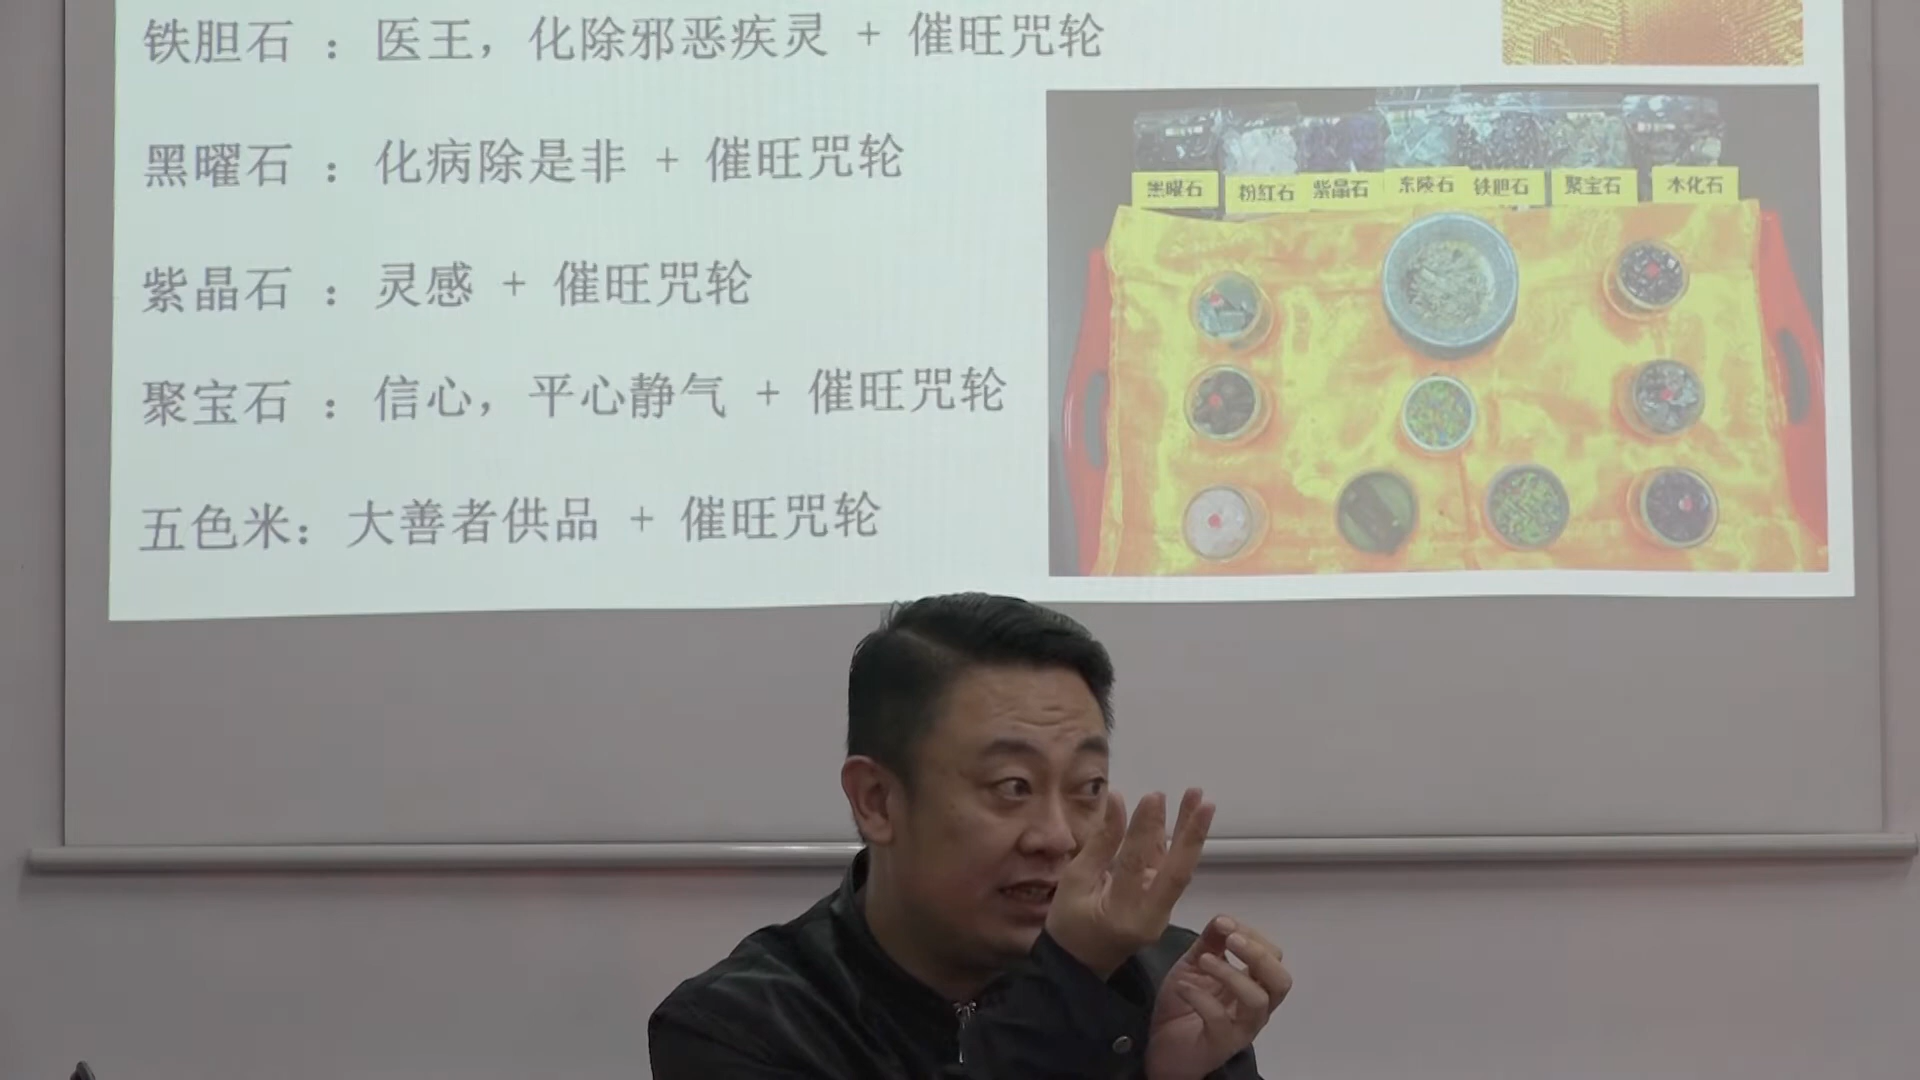 铁胆石 ： 医王，化除邪恶疾灵 + 催旺咒轮
黑曜石 ： 化病除是非 + 催旺咒轮
紫晶石 ： 灵感 + 催旺咒轮
聚宝石 ： 信心，平心静气 + 催旺咒轮
五色米： 大善者供品 + 催旺咒轮
黑曜石 粉紅石 紫晶石 东陵石 铁胆石 聚宝石 木化石